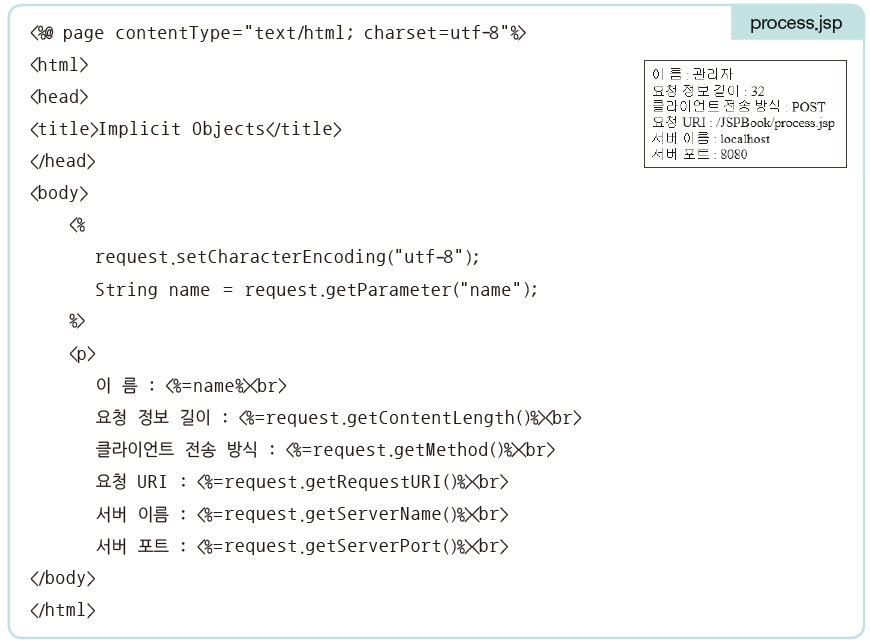 process.jsp
<%@ page contentType="text/html; charset=utf-8"%>
<html>
<head>
<title>Implicit Objects</title>
</head>
<body>
<%
request.setCharacterEncoding("utf-8");
String name = request.getParameter("name");
%>
<p>
이 름 : <%=name%><br>
요청 정보 길이 : <%=request.getContentLength()%><br>
클라이언트 전송 방식 : <%=request.getMethod()%><br>
요청 URI : <%=request.getRequestURI()%><br>
서버 이름 : <%=request.getServerName()%><br>
서버 포트 : <%=request.getServerPort()%><br>
</body>
</html>
이 름 : 관리자
요청 정보 길이 : 32
클라이언트 전송 방식 : POST
요청 URI : /JSPBook/process.jsp
서버 이름 : localhost
서버 포트 : 8080